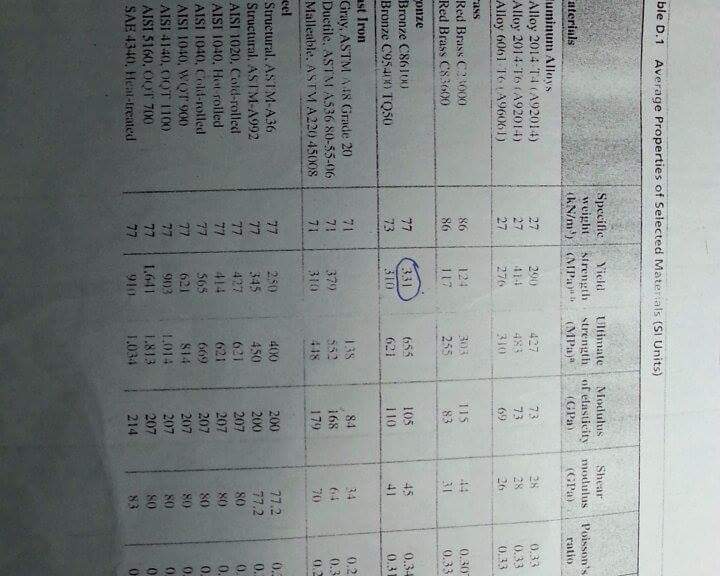 ble D.1 Average Properties of Selected Materials (SI Units)
aterials Specific weight (kN/m³) Yield strength (MPa) Ultimate strength (MPa) Modulus of elasticity (GPa) Shear modulus (GPa) Poisson's ratio
uminum Alloys
Alloy 2014-T4 (A92014) 27 290 427 73 28 0.33
Alloy 2014-T6 (A92014) 27 414 483 73 28 0.33
Alloy 6061-T6 (A96061) 27 276 310 69 26 0.33
rass
Red Brass C23000 86 124 303 115 44 0.307
Red Brass C83600 86 117 255 83 31 0.33
onze
Bronze C86100 77 331 655 105 45 0.34
Bronze C95400 TQ50 73 310 621 110 41 0.31
ast Iron
Gray, ASTM A48 Grade 20 71 138 84 34 0.2
Ductile, ASTM A536 80-55-06 71 379 552 168 64 0.3
Malleable, ASTM A220 45008 71 310 448 179 70 0.2
eel
Structural, ASTM-A36 77 250 400 200 77.2 0.
Structural, ASTM-A992 77 345 450 200 77.2 0.
AISI 1020, Cold-rolled 77 427 621 207 80 0.
AISI 1040, Hot-rolled 77 414 621 207 80 0.
AISI 1040, Cold-rolled 77 565 669 207 80 0.
AISI 1040, WQT 900 77 621 814 207 80 0.
AISI 4140, OQT 1100 77 903 1,014 207 80 0.
AISI 5160, OQT 700 77 1,641 1,813 207 80 0.
SAE 4340, Heat-treated 77 910 1,034 214 83 0.